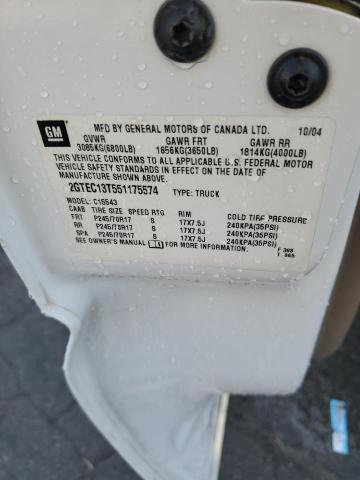 GM MFD BY GENERAL MOTORS OF CANADA LTD. 10/04
GVWR GAWR FRT GAWR RR
3085KG(6800LB) 1656KG(3650LB) 1814KG(4000LB)
THIS VEHICLE CONFORMS TO ALL APPLICABLE U.S. FEDERAL MOTOR
VEHICLE SAFETY STANDARDS IN EFFECT ON THE DATE OF
MANUFACTURE SHOWN ABOVE.
2GTEC13T551175574 TYPE: TRUCK
MODEL: C15543
CAAB TIRE SIZE SPEED RTG RIM COLD TIRE PRESSURE
FRT P245/70R17 S 17X7.5J 240KPA(35PSI)
RR P245/70R17 S 17X7.5J 240KPA(35PSI)
SPA P245/70R17 S 17X7.5J 240KPA(35PSI)
SEE OWNER'S MANUAL FOR MORE INFORMATION. F 368
T 565